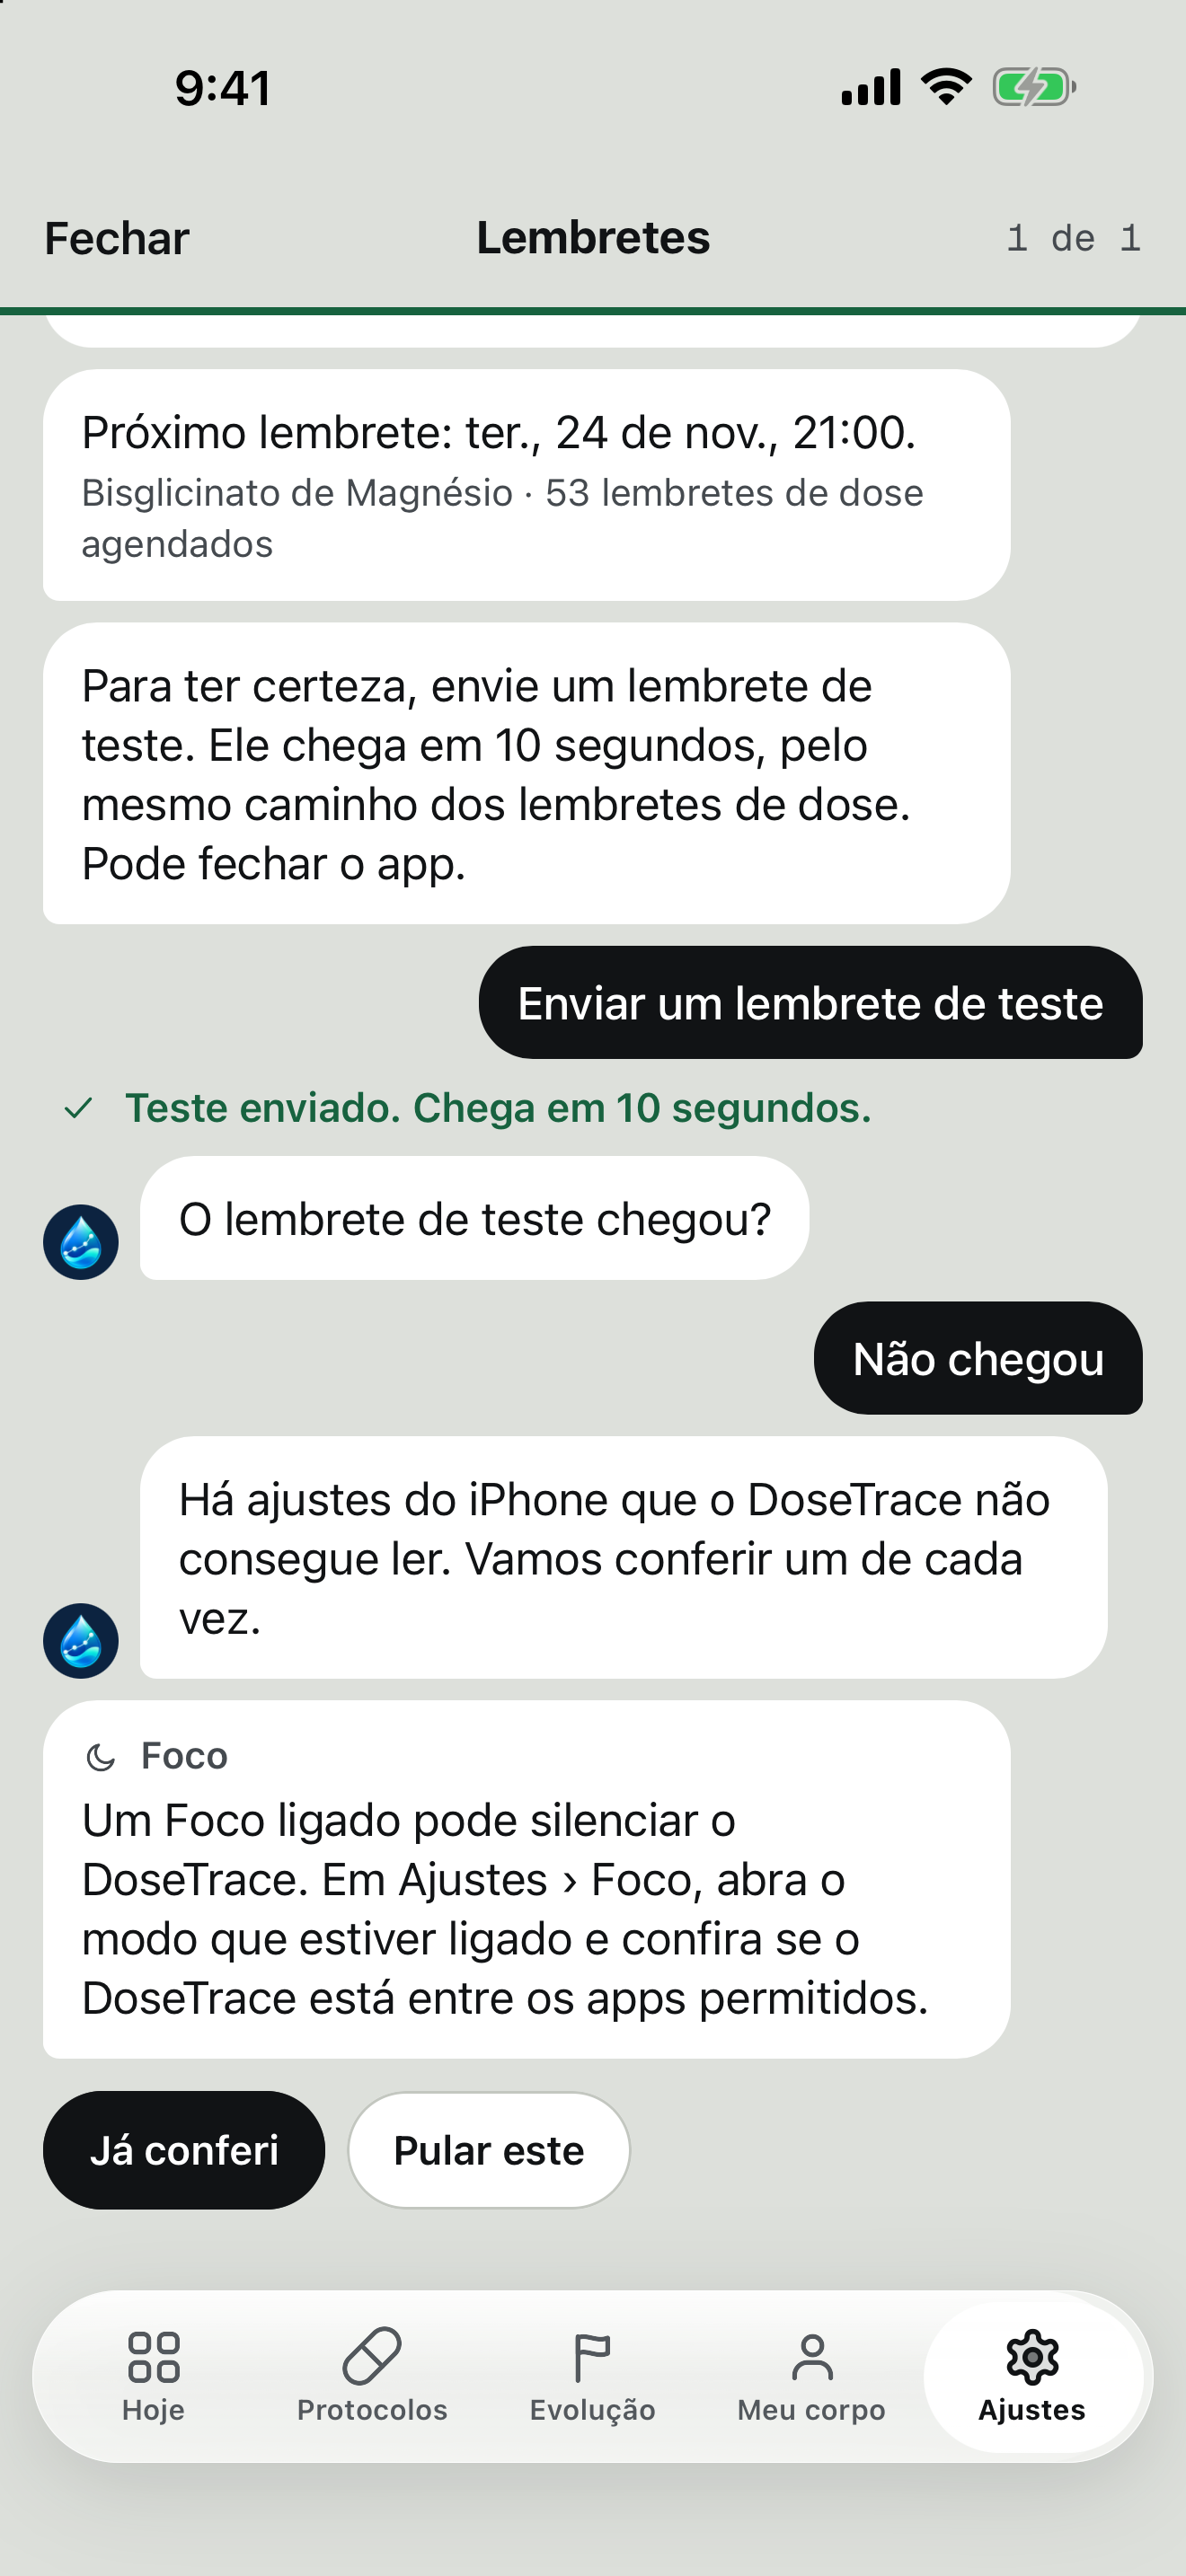 9:41
Fechar
Lembretes
1 de 1
Próximo lembrete: ter., 24 de nov., 21:00.
Bisglicinato de Magnésio · 53 lembretes de dose
agendados
Para ter certeza, envie um lembrete de
teste. Ele chega em 10 segundos, pelo
mesmo caminho dos lembretes de dose.
Pode fechar o app.
Enviar um lembrete de teste
Teste enviado. Chega em 10 segundos.
O lembrete de teste chegou?
Não chegou
Há ajustes do iPhone que o DoseTrace não
consegue ler. Vamos conferir um de cada
vez.
Foco
Um Foco ligado pode silenciar o
DoseTrace. Em Ajustes › Foco, abra o
modo que estiver ligado e confira se o
DoseTrace está entre os apps permitidos.
Já conferi
Pular este
Hoje
Protocolos
Evolução
Meu corpo
Ajustes